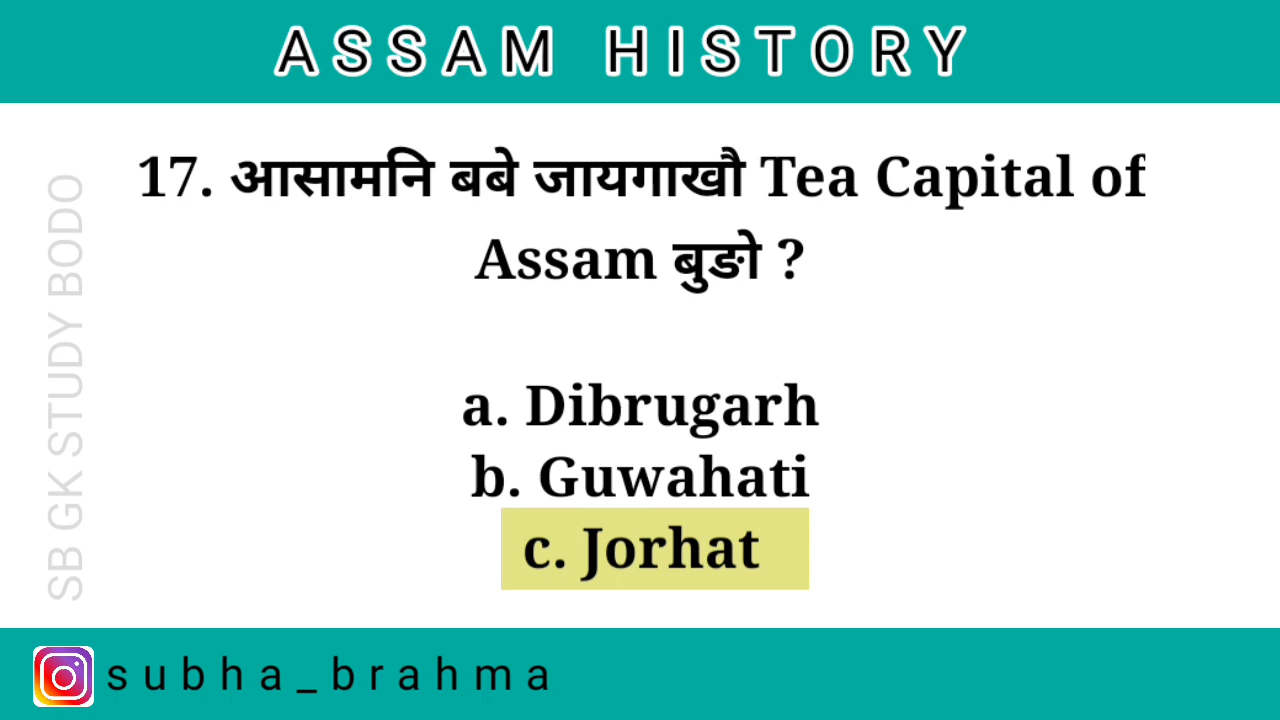 ASSAM HISTORY
17. आसामनि बबे जायगाखौ Tea Capital of
Assam बुङो ?
a. Dibrugarh
b. Guwahati
c. Jorhat
SB GK STUDY BODO
subha_brahma